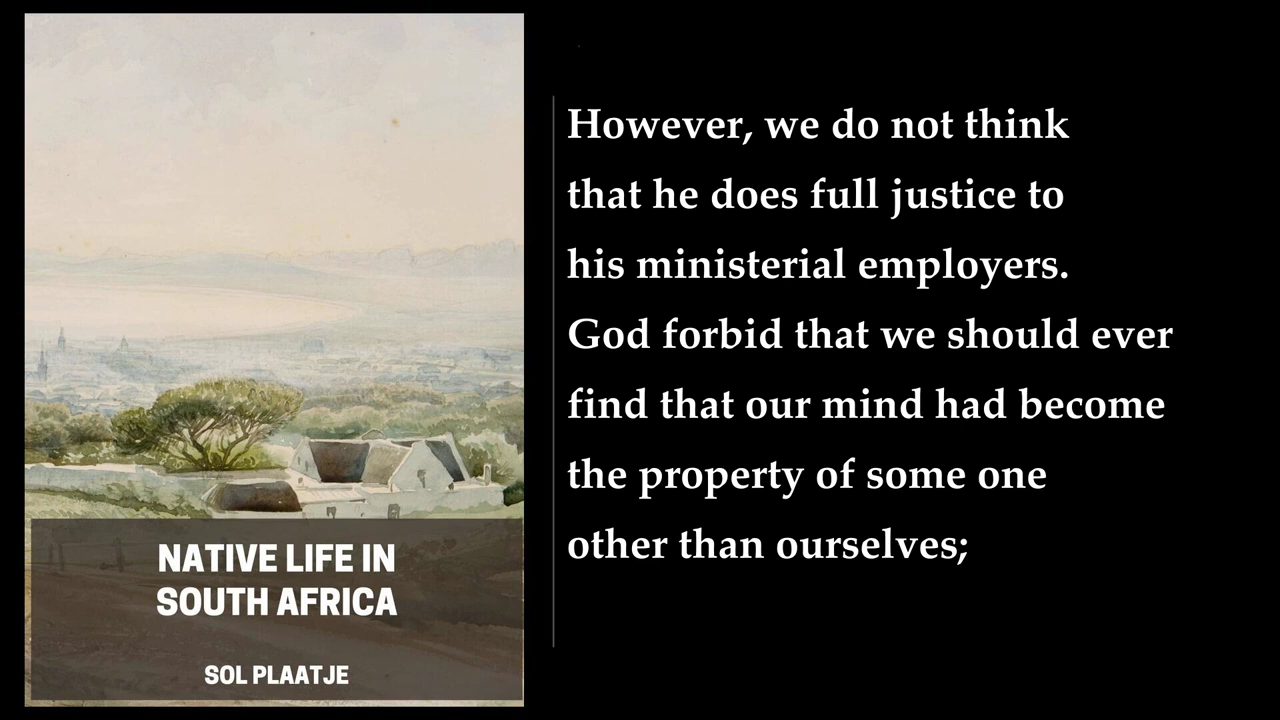 NATIVE LIFE IN
SOUTH AFRICA
SOL PLAATJE
However, we do not think
that he does full justice to
his ministerial employers.
God forbid that we should ever
find that our mind had become
the property of some one
other than ourselves;